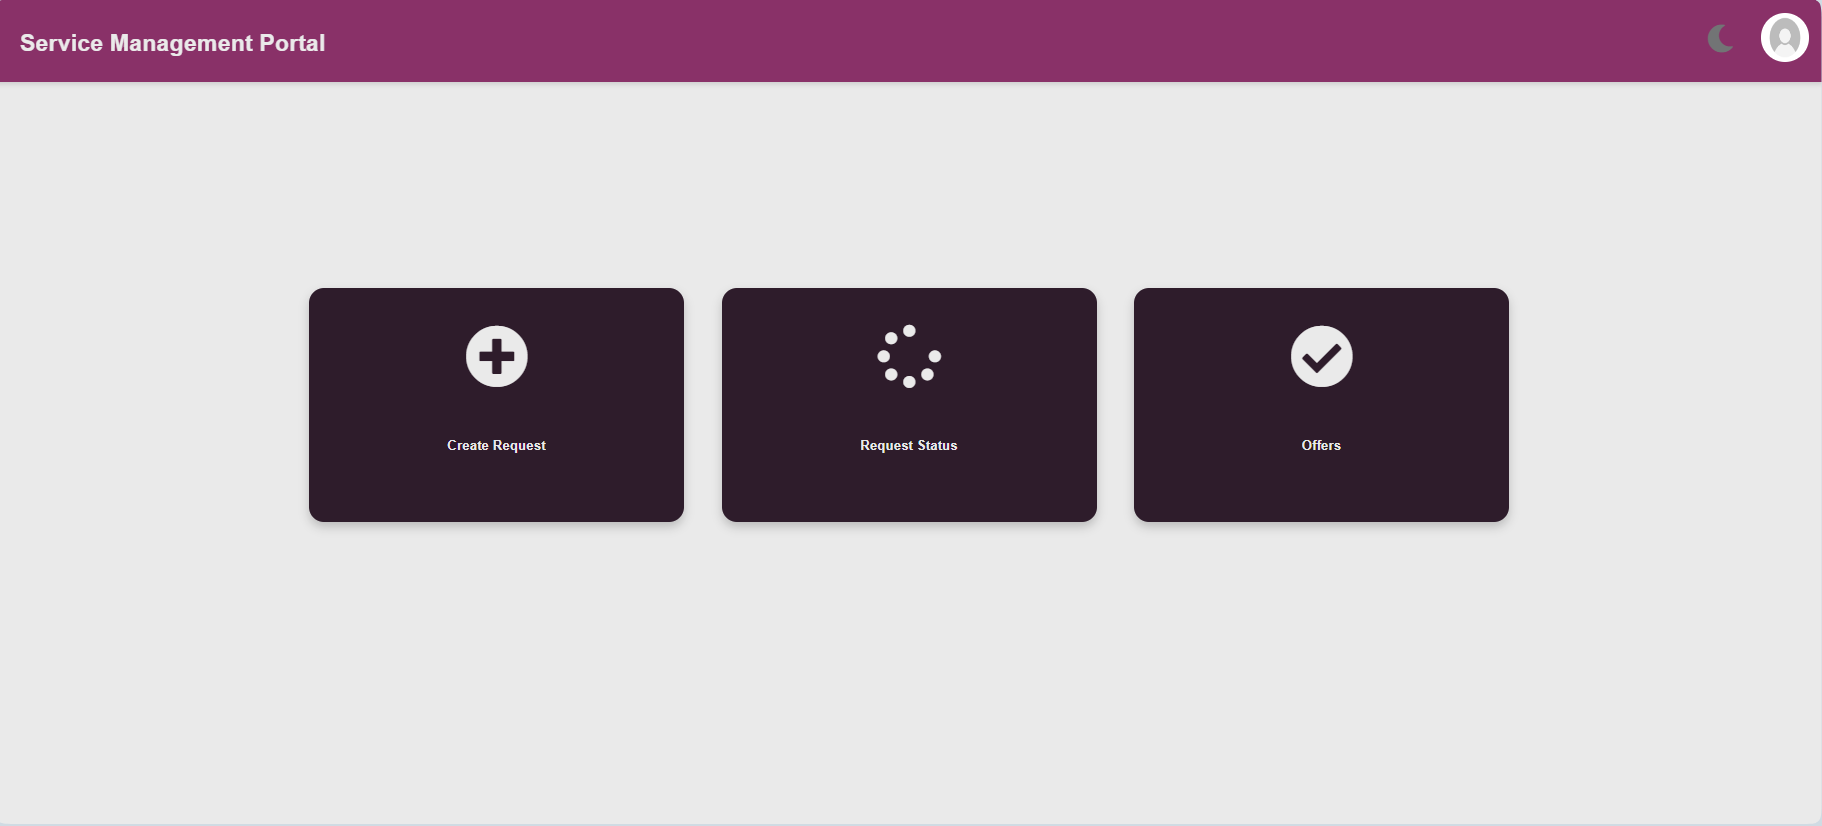 Service Management Portal
Create Request
Request Status
Offers